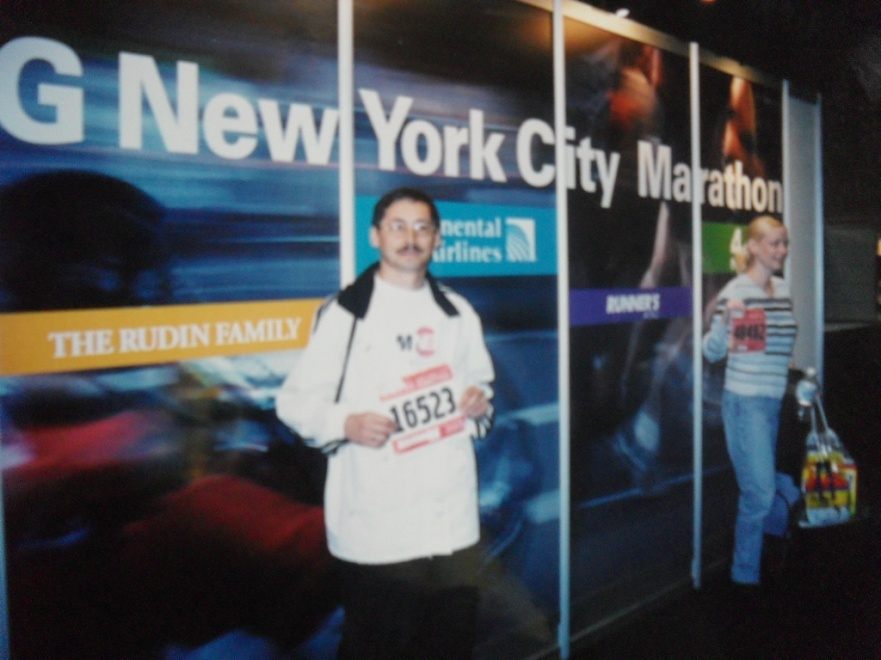 G New York City Marathon
nental
irlines
THE RUDIN FAMILY
RUNNER'S
16523